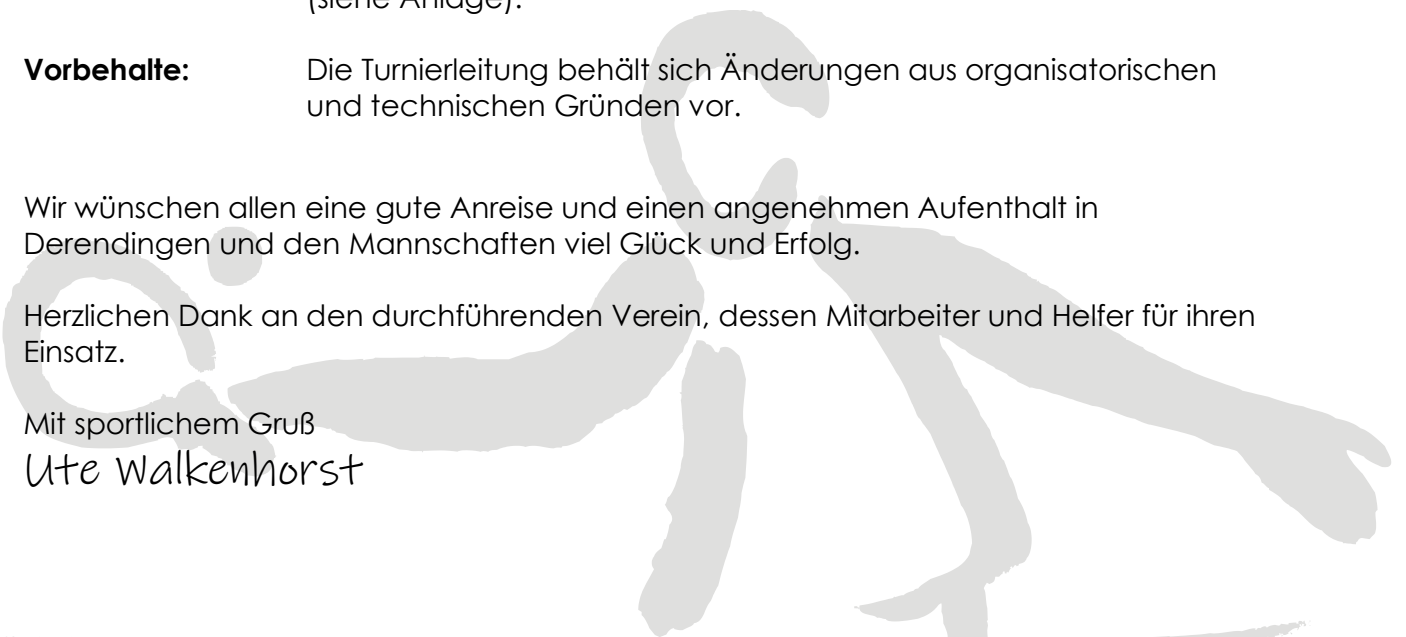 (siehe Anlage).
Vorbehalte: Die Turnierleitung behält sich Änderungen aus organisatorischen
und technischen Gründen vor.
Wir wünschen allen eine gute Anreise und einen angenehmen Aufenthalt in
Derendingen und den Mannschaften viel Glück und Erfolg.
Herzlichen Dank an den durchführenden Verein, dessen Mitarbeiter und Helfer für ihren
Einsatz.
Mit sportlichem Gruß
Ute Walkenhorst